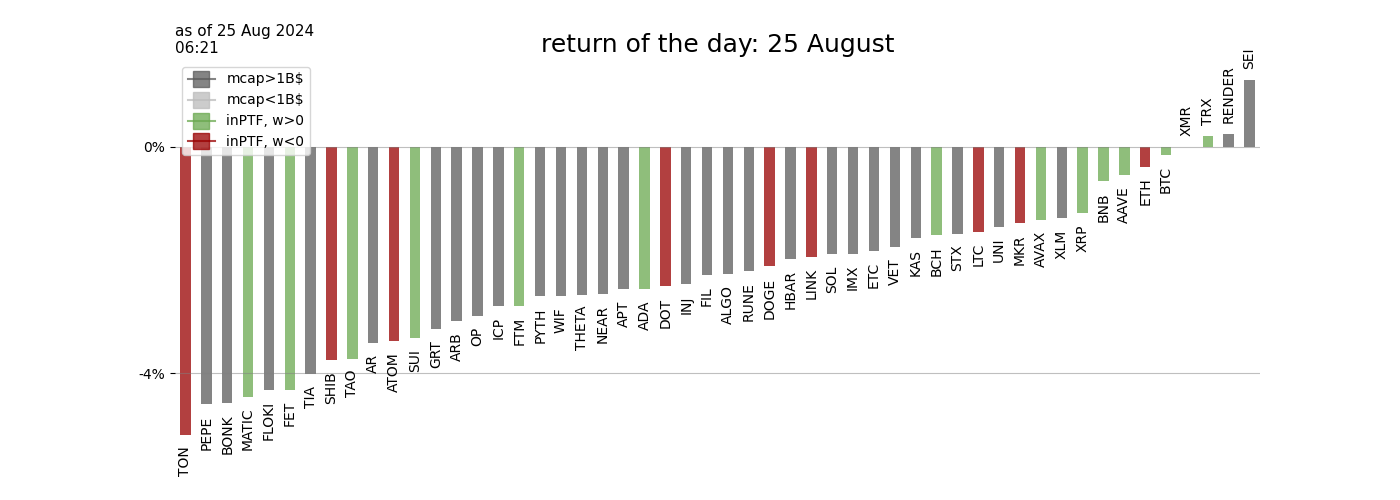 as of 25 Aug 2024
06:21
return of the day: 25 August
mcap>1B$
mcap<1B$
inPTF, w>0
inPTF, w<0
0%
-4%
TON
PEPE
BONK
MATIC
FLOKI
FET
TIA
SHIB
TAO
AR
ATOM
SUI
GRT
ARB
OP
ICP
FTM
PYTH
WIF
THETA
NEAR
APT
ADA
DOT
INJ
FIL
ALGO
RUNE
DOGE
HBAR
LINK
SOL
IMX
ETC
VET
KAS
BCH
STX
LTC
UNI
MKR
AVAX
XLM
XRP
BNB
AAVE
ETH
BTC
XMR
TRX
RENDER
SEI